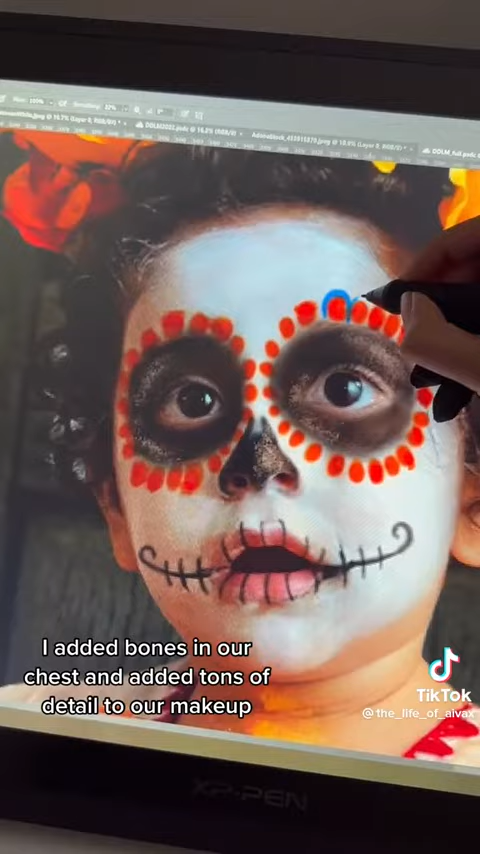 I added bones in our
chest and added tons of
detail to our makeup
TikTok
@the_life_of_alvax
XP-PEN